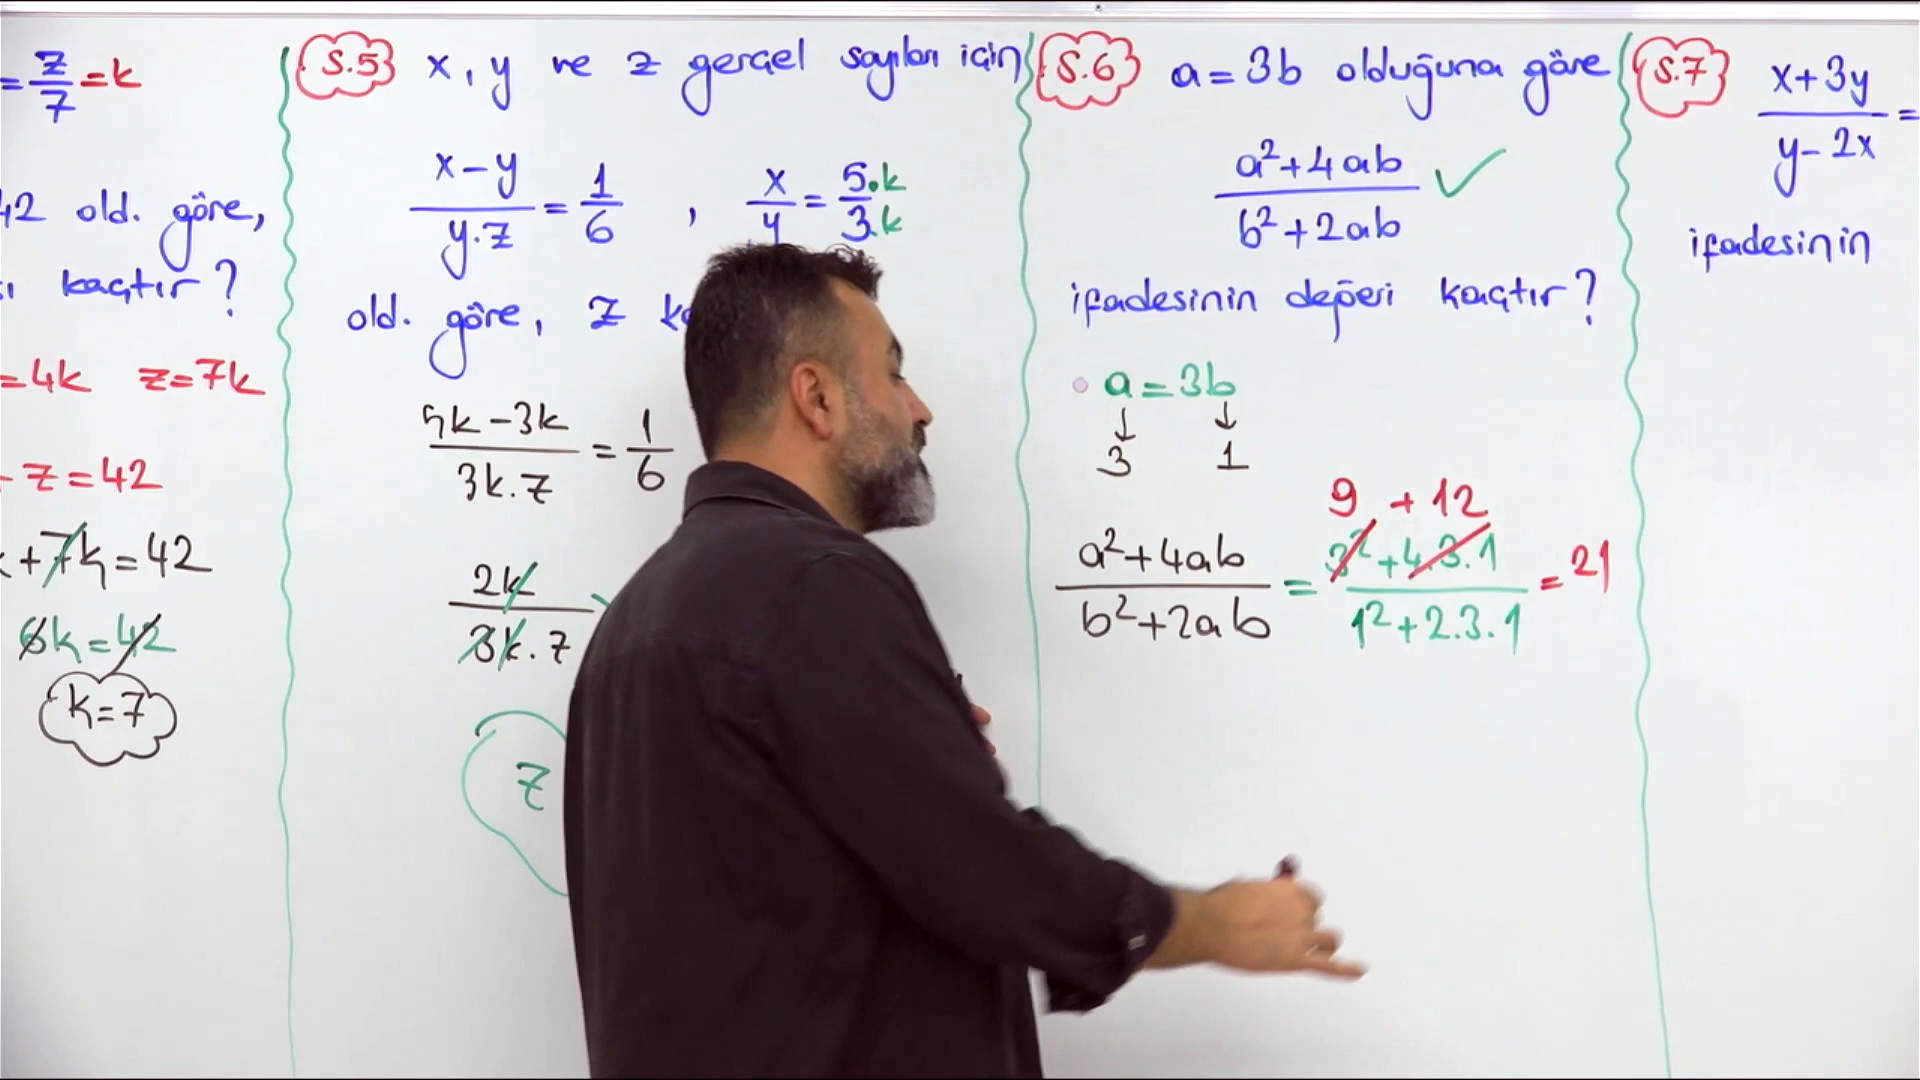 = z/7 = k
42 old. göre,
kaçtır?
= 4k z = 7k
- z = 42
+ 7k = 42
6k = 42
k = 7
S.5 x, y ve z gerçel sayıları için
x - y / y.z = 1/6 , x/y = 5.k/3.k
old. göre, z
5k - 3k / 3k.z = 1/6
2k / 3k.z
z
S.6 a = 3b olduğuna göre
a² + 4ab / b² + 2ab ✓
ifadesinin değeri kaçtır?
• a = 3b
↓ ↓
3 1
9 + 12
a² + 4ab / b² + 2ab = 3² + 4.3.1 / 1² + 2.3.1 = 21
S.7 x + 3y / y - 2x =
ifadesinin